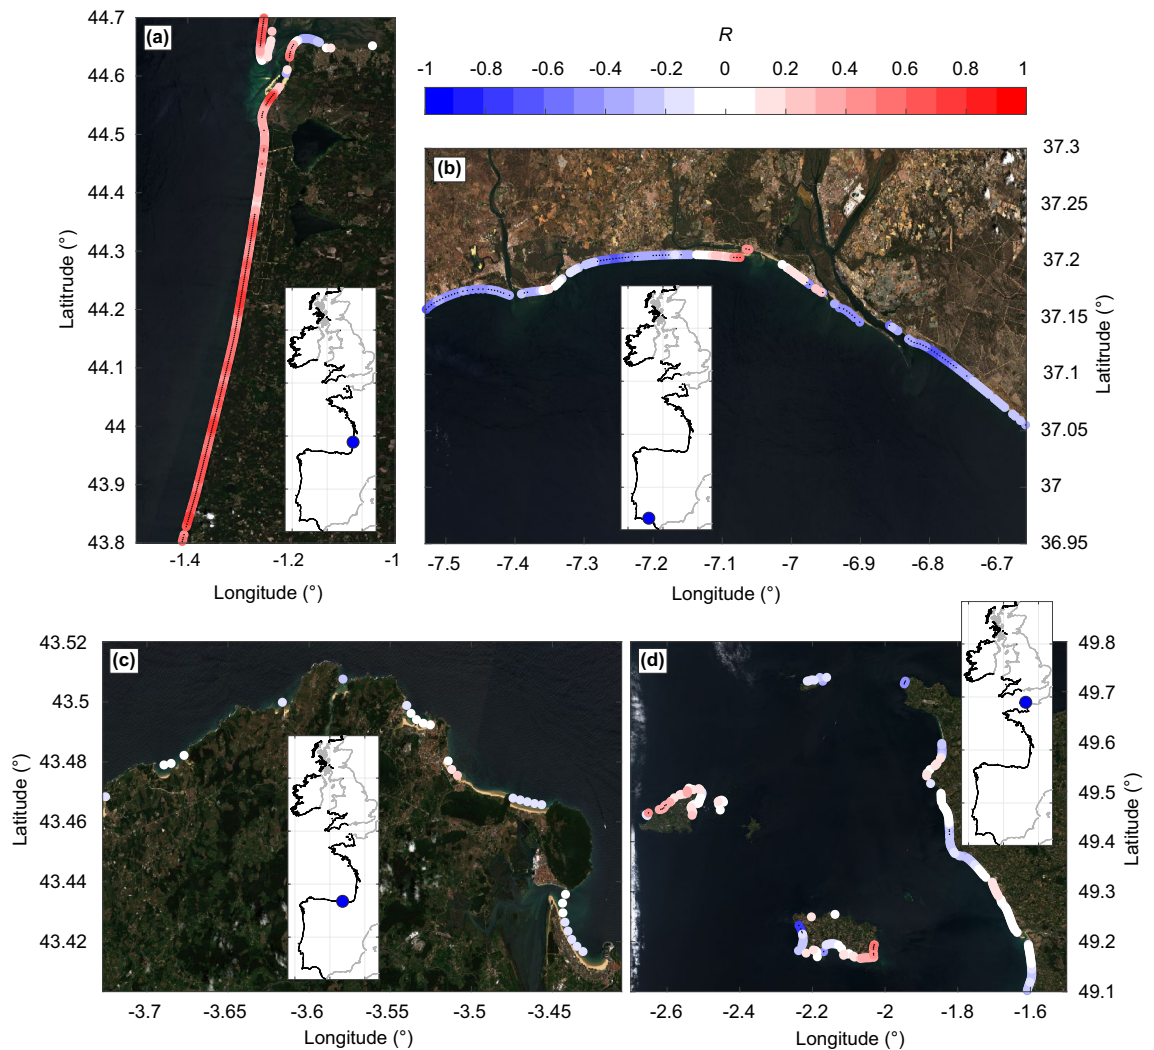 (a)
44.7
44.6
44.5
44.4
44.3
44.2
44.1
44
43.9
43.8
Latitrude (°)
-1.4
-1.2
-1
Longitude (°)
R
-1 -0.8 -0.6 -0.4 -0.2 0 0.2 0.4 0.6 0.8 1
(b)
37.3
37.25
37.2
37.15
37.1
37.05
37
36.95
Latitrude (°)
-7.5 -7.4 -7.3 -7.2 -7.1 -7 -6.9 -6.8 -6.7
Longitude (°)
(c)
43.52
43.5
43.48
43.46
43.44
43.42
Latitude (°)
-3.7 -3.65 -3.6 -3.55 -3.5 -3.45
Longitude (°)
(d)
49.8
49.7
49.6
49.5
49.4
49.3
49.2
49.1
Latitude (°)
-2.6 -2.4 -2.2 -2 -1.8 -1.6
Longitude (°)